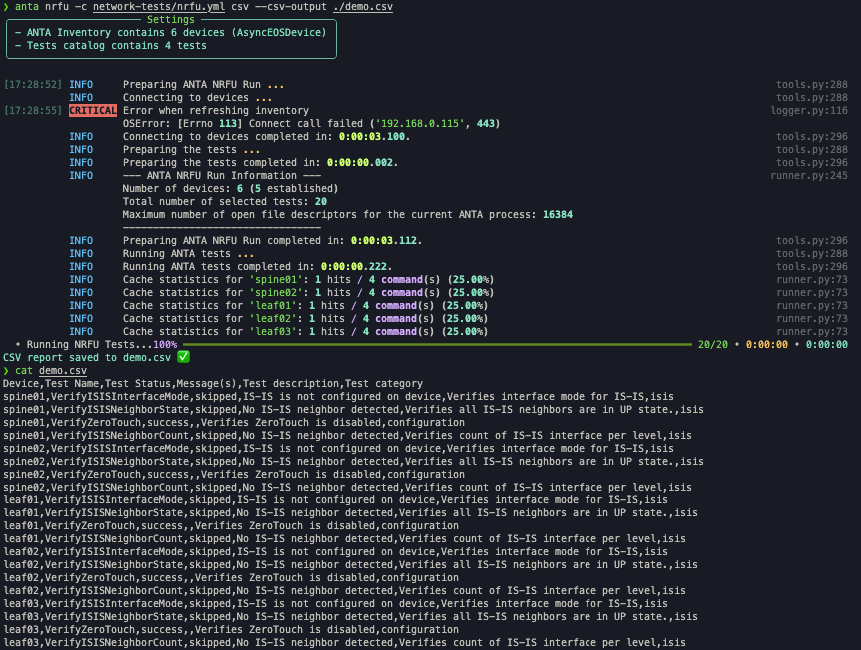 ❯ anta nrfu -c network-tests/nrfu.yml csv --csv-output ./demo.csv
Settings
- ANTA Inventory contains 6 devices (AsyncEOSDevice)
- Tests catalog contains 4 tests
[17:28:52] INFO Preparing ANTA NRFU Run ... tools.py:288
INFO Connecting to devices ... tools.py:288
[17:28:55] CRITICAL Error when refreshing inventory logger.py:116
OSError: [Errno 113] Connect call failed ('192.168.0.115', 443)
INFO Connecting to devices completed in: 0:00:03.100. tools.py:296
INFO Preparing the tests ... tools.py:288
INFO Preparing the tests completed in: 0:00:00.002. tools.py:296
INFO --- ANTA NRFU Run Information --- runner.py:245
Number of devices: 6 (5 established)
Total number of selected tests: 20
Maximum number of open file descriptors for the current ANTA process: 16384
---------------------------------
INFO Preparing ANTA NRFU Run completed in: 0:00:03.112. tools.py:296
INFO Running ANTA tests ... tools.py:288
INFO Running ANTA tests completed in: 0:00:00.222. tools.py:296
INFO Cache statistics for 'spine01': 1 hits / 4 command(s) (25.00%) runner.py:73
INFO Cache statistics for 'spine02': 1 hits / 4 command(s) (25.00%) runner.py:73
INFO Cache statistics for 'leaf01': 1 hits / 4 command(s) (25.00%) runner.py:73
INFO Cache statistics for 'leaf02': 1 hits / 4 command(s) (25.00%) runner.py:73
INFO Cache statistics for 'leaf03': 1 hits / 4 command(s) (25.00%) runner.py:73
• Running NRFU Tests...100% 20/20 • 0:00:00 • 0:00:00
CSV report saved to demo.csv ✅
❯ cat demo.csv
Device,Test Name,Test Status,Message(s),Test description,Test category
spine01,VerifyISISInterfaceMode,skipped,IS-IS is not configured on device,Verifies interface mode for IS-IS,isis
spine01,VerifyISISNeighborState,skipped,No IS-IS neighbor detected,Verifies all IS-IS neighbors are in UP state.,isis
spine01,VerifyZeroTouch,success,,Verifies ZeroTouch is disabled,configuration
spine01,VerifyISISNeighborCount,skipped,No IS-IS neighbor detected,Verifies count of IS-IS interface per level,isis
spine02,VerifyISISInterfaceMode,skipped,IS-IS is not configured on device,Verifies interface mode for IS-IS,isis
spine02,VerifyISISNeighborState,skipped,No IS-IS neighbor detected,Verifies all IS-IS neighbors are in UP state.,isis
spine02,VerifyZeroTouch,success,,Verifies ZeroTouch is disabled,configuration
spine02,VerifyISISNeighborCount,skipped,No IS-IS neighbor detected,Verifies count of IS-IS interface per level,isis
leaf01,VerifyISISInterfaceMode,skipped,IS-IS is not configured on device,Verifies interface mode for IS-IS,isis
leaf01,VerifyISISNeighborState,skipped,No IS-IS neighbor detected,Verifies all IS-IS neighbors are in UP state.,isis
leaf01,VerifyZeroTouch,success,,Verifies ZeroTouch is disabled,configuration
leaf01,VerifyISISNeighborCount,skipped,No IS-IS neighbor detected,Verifies count of IS-IS interface per level,isis
leaf02,VerifyISISInterfaceMode,skipped,IS-IS is not configured on device,Verifies interface mode for IS-IS,isis
leaf02,VerifyISISNeighborState,skipped,No IS-IS neighbor detected,Verifies all IS-IS neighbors are in UP state.,isis
leaf02,VerifyZeroTouch,success,,Verifies ZeroTouch is disabled,configuration
leaf02,VerifyISISNeighborCount,skipped,No IS-IS neighbor detected,Verifies count of IS-IS interface per level,isis
leaf03,VerifyISISInterfaceMode,skipped,IS-IS is not configured on device,Verifies interface mode for IS-IS,isis
leaf03,VerifyISISNeighborState,skipped,No IS-IS neighbor detected,Verifies all IS-IS neighbors are in UP state.,isis
leaf03,VerifyZeroTouch,success,,Verifies ZeroTouch is disabled,configuration
leaf03,VerifyISISNeighborCount,skipped,No IS-IS neighbor detected,Verifies count of IS-IS interface per level,isis